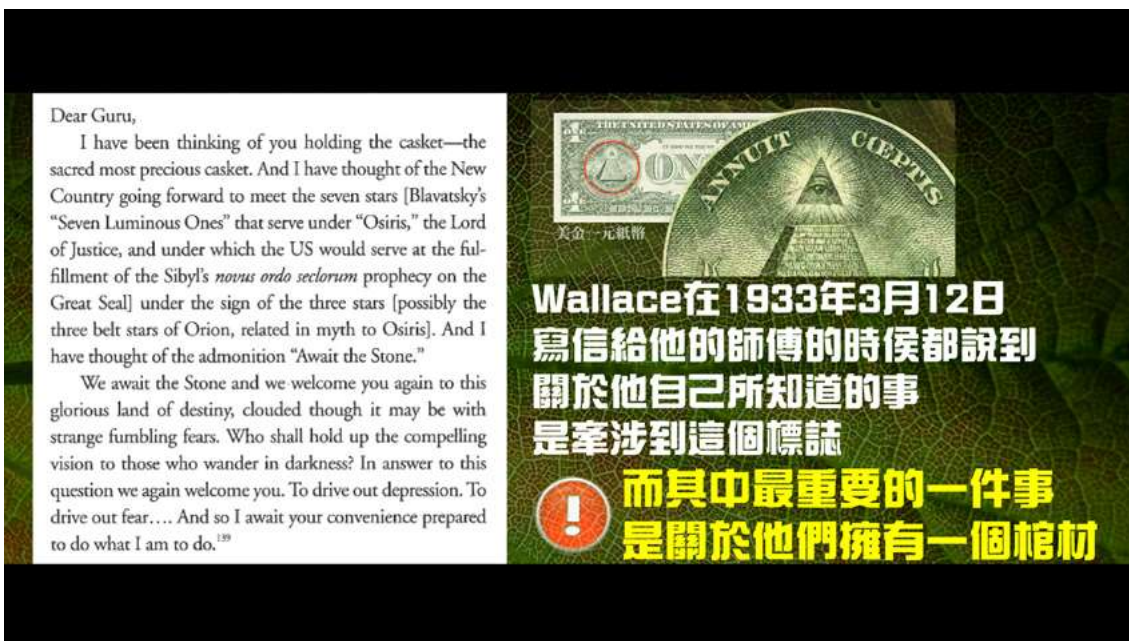 Dear Guru,
I have been thinking of you holding the casket—the
sacred most precious casket. And I have thought of the New
Country going forward to meet the seven stars [Blavatsky’s
“Seven Luminous Ones” that serve under “Osiris,” the Lord
of Justice, and under which the US would serve at the ful-
fillment of the Sibyl’s novus ordo seclorum prophecy on the
Great Seal] under the sign of the three stars [possibly the
three belt stars of Orion, related in myth to Osiris]. And I
have thought of the admonition “Await the Stone.”
We await the Stone and we welcome you again to this
glorious land of destiny, clouded though it may be with
strange fumbling fears. Who shall hold up the compelling
vision to those who wander in darkness? In answer to this
question we again welcome you. To drive out depression. To
drive out fear.… And so I await your convenience prepared
to do what I am to do.139
THE UNITED STATES OF AM
ONE
ANNUIT CŒPTIS
美金一元紙幣
Wallace在1933年3月12日
寫信給他的師傅的時侯都說到
關於他自己所知道的事
是牽涉到這個標誌
而其中最重要的一件事
是關於他們擁有一個棺材